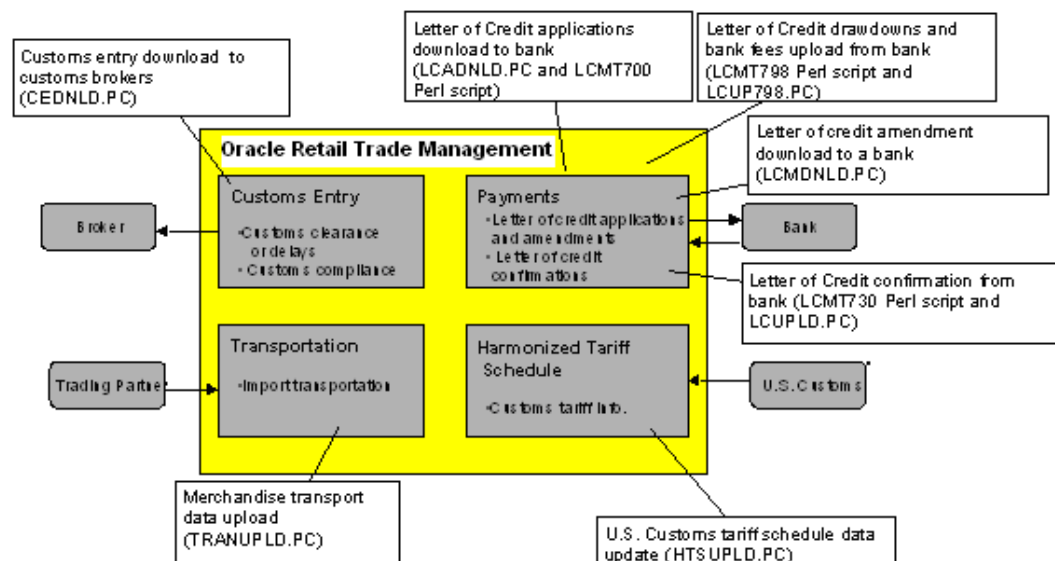 Customs entry download to
customs brokers
(CEDNLD.PC)
Letter of Credit applications
download to bank
(LCADNLD.PC and LCMT700
Perl script)
Letter of Credit drawdowns and
bank fees upload from bank
(LCMT798 Perl script and
LCUP798.PC)
Letter of credit amendment
download to a bank
(LCMDNLD.PC)
Oracle Retail Trade Management
Customs Entry
•Customs clearance
or delays
• Customs compliance
Payments
•Letter of credit applications
and amendments
• Letter of credit
confirmations
Broker
Bank
Letter of Credit confirmation from
bank (LCMT730 Perl script and
LCUPLD.PC)
Transportation
•Import transportation
Harmonized Tariff
Schedule
•Customs tariff info.
Trading Partne
U.S.Customs
Merchandise transport
data upload
(TRANUPLD.PC)
U.S. Customs tariff schedule data
update (HTSUPLD.PC)